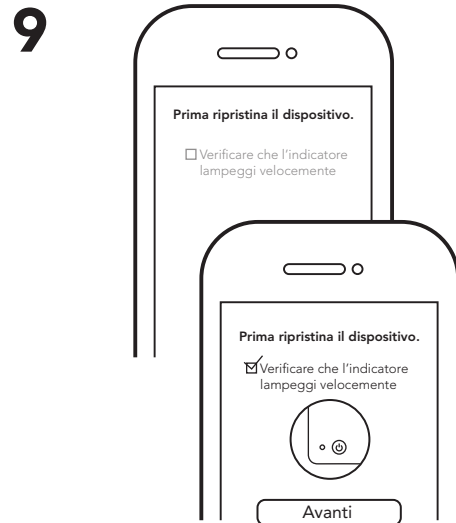 9
Prima ripristina il dispositivo.
Verificare che l'indicatore
lampeggi velocemente
Prima ripristina il dispositivo.
Verificare che l'indicatore
lampeggi velocemente
Avanti